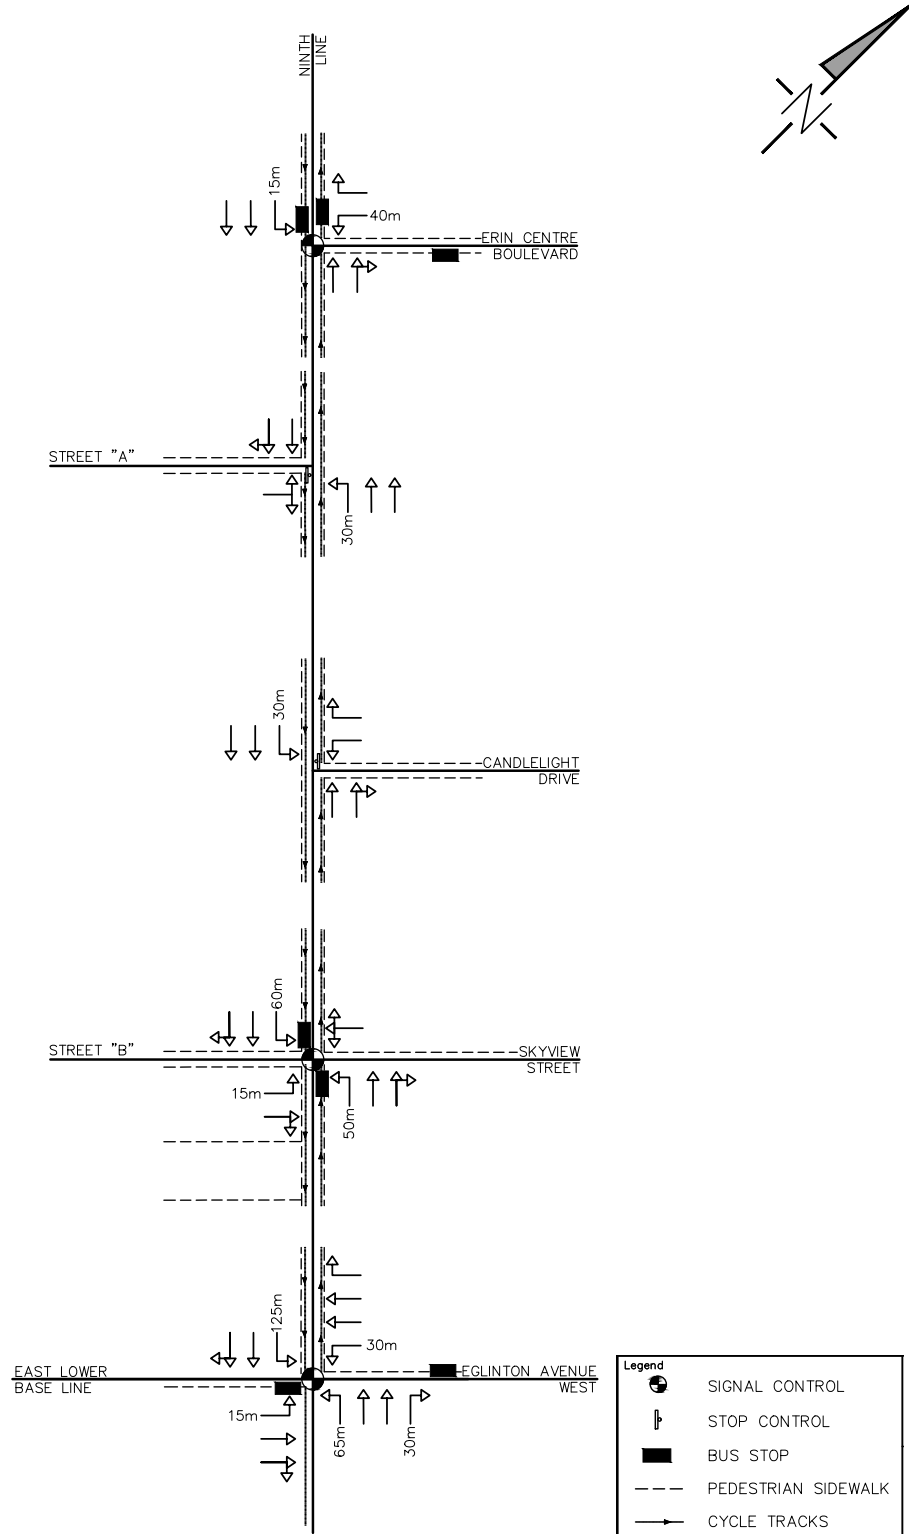 NINTH
LINE
N
15m
40m
ERIN CENTRE
BOULEVARD
STREET "A"
30m
30m
CANDLELIGHT
DRIVE
60m
STREET "B"
SKYVIEW
STREET
15m
50m
125m
30m
EAST LOWER
BASE LINE
EGLINTON AVENUE
WEST
15m
65m
30m
Legend
SIGNAL CONTROL
STOP CONTROL
BUS STOP
PEDESTRIAN SIDEWALK
CYCLE TRACKS